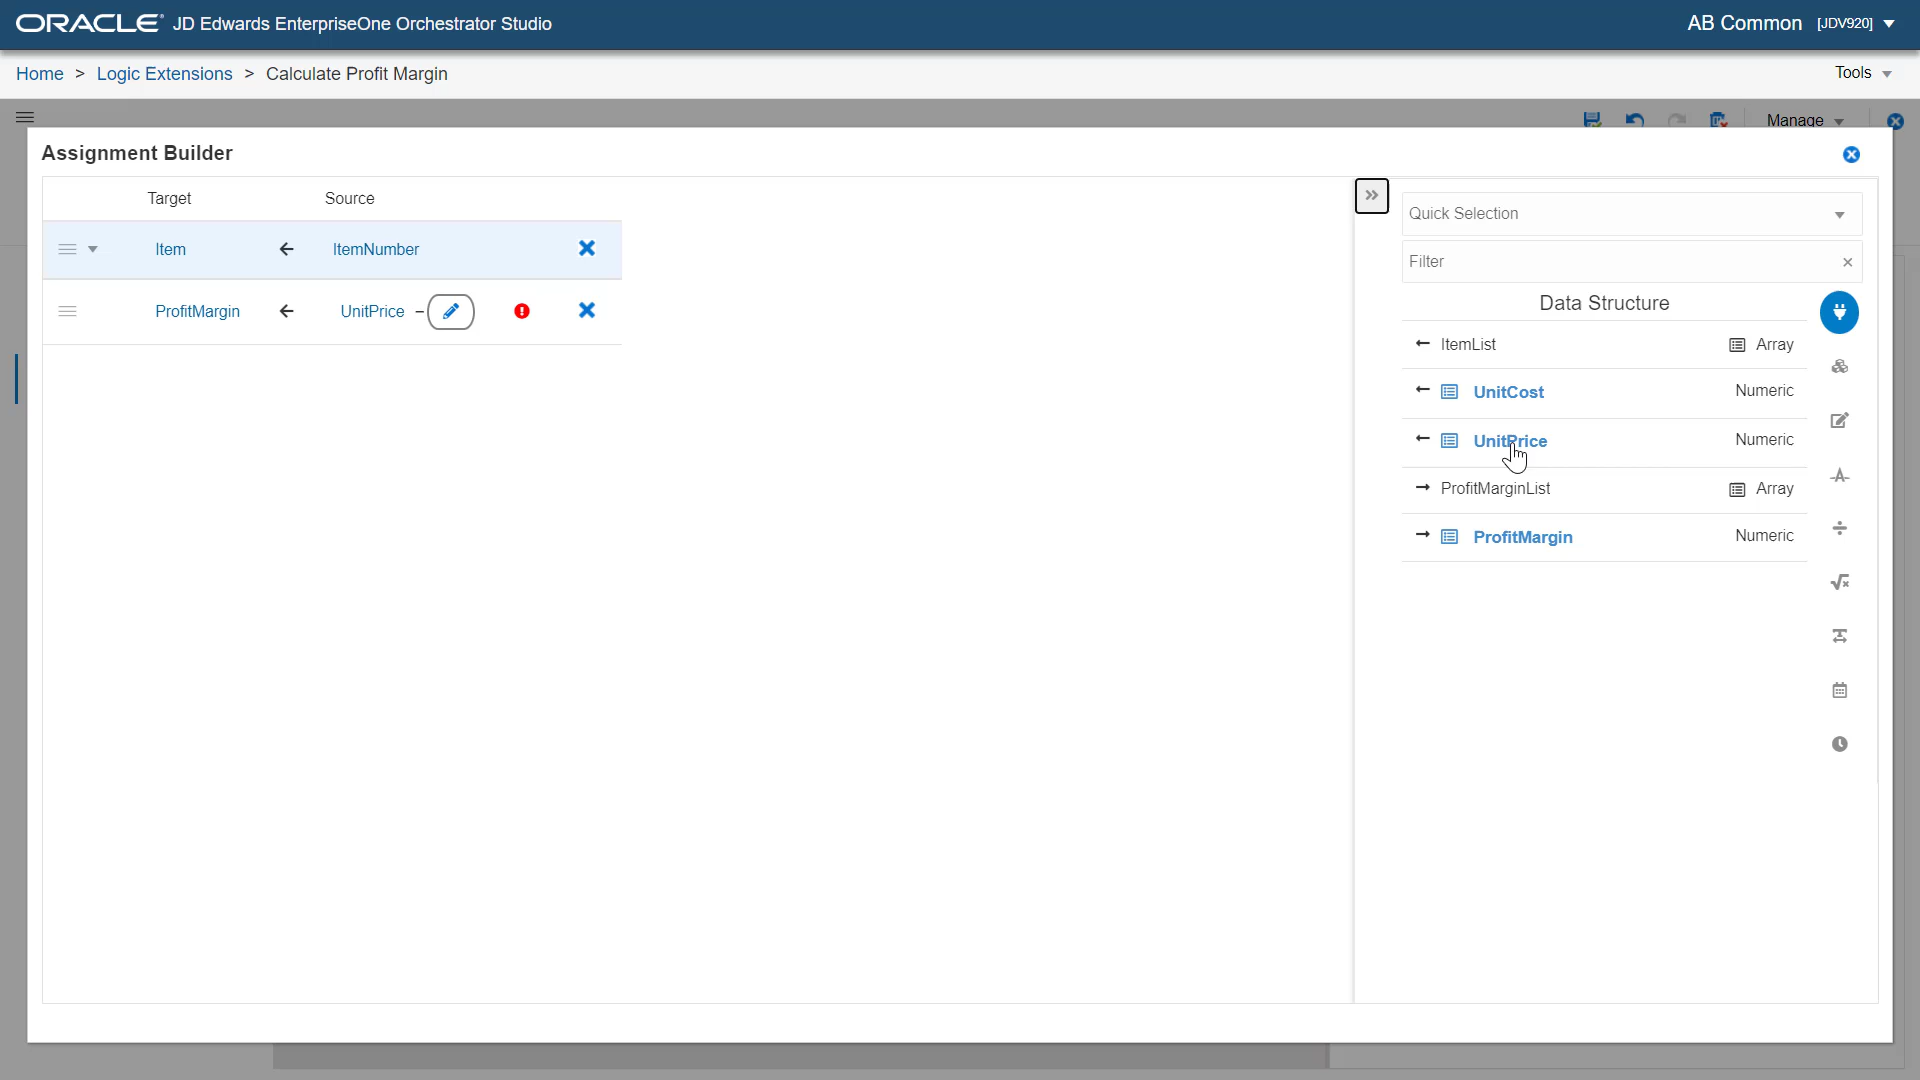 ORACLE JD Edwards EnterpriseOne Orchestrator Studio
AB Common [JDV920]
Home > Logic Extensions > Calculate Profit Margin
Tools
Manage
Assignment Builder
Target Source
Item ItemNumber
ProfitMargin UnitPrice –
Quick Selection
Filter
Data Structure
ItemList Array
UnitCost Numeric
UnitPrice Numeric
ProfitMarginList Array
ProfitMargin Numeric